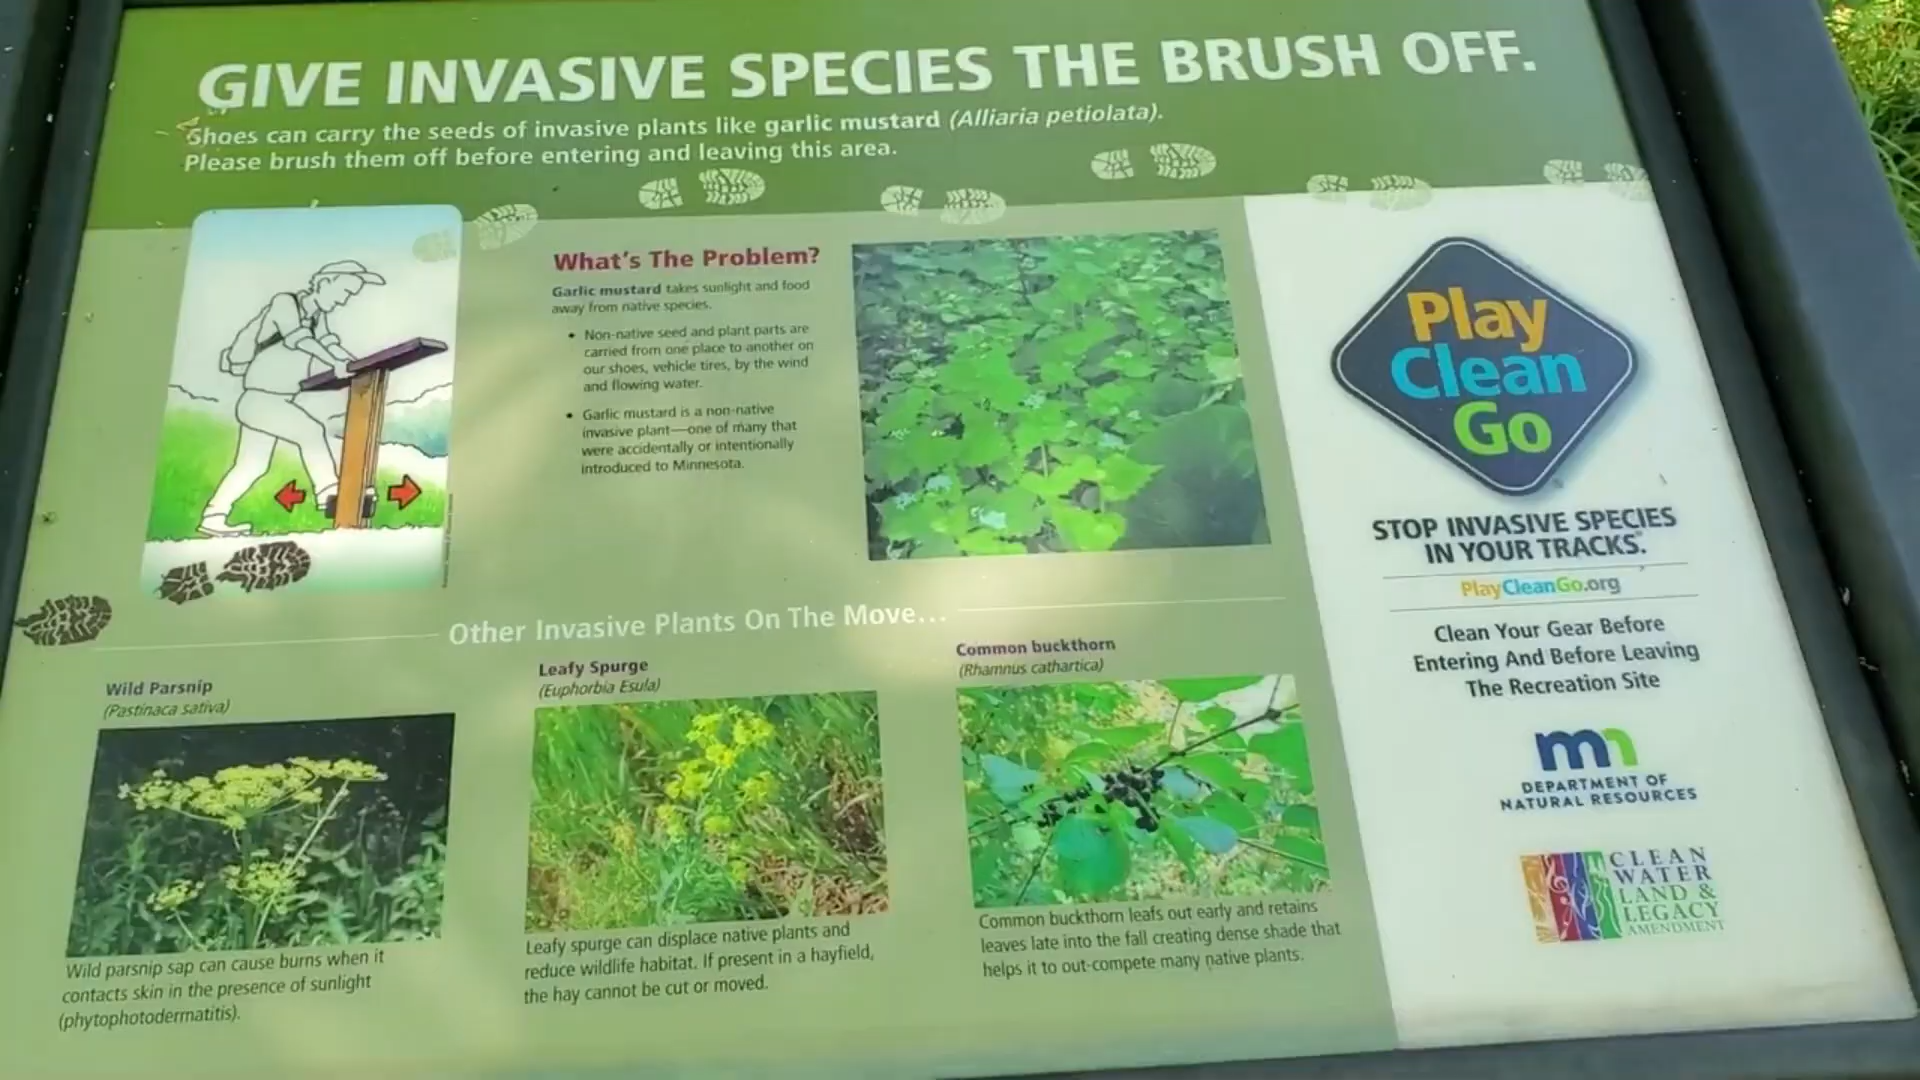 GIVE INVASIVE SPECIES THE BRUSH OFF.
Shoes can carry the seeds of invasive plants like garlic mustard (Alliaria petiolata).
Please brush them off before entering and leaving this area.
What's The Problem?
Garlic mustard takes sunlight and food
away from native species.
• Non-native seed and plant parts are
carried from one place to another on
our shoes, vehicle tires, by the wind
and flowing water.
• Garlic mustard is a non-native
invasive plant—one of many that
were accidentally or intentionally
introduced to Minnesota.
Other Invasive Plants On The Move...
Wild Parsnip
(Pastinaca sativa)
Wild parsnip sap can cause burns when it
contacts skin in the presence of sunlight
(phytophotodermatitis).
Leafy Spurge
(Euphorbia Esula)
Leafy spurge can displace native plants and
reduce wildlife habitat. If present in a hayfield,
the hay cannot be cut or moved.
Common buckthorn
(Rhamnus cathartica)
Common buckthorn leafs out early and retains
leaves late into the fall creating dense shade that
helps it to out-compete many native plants.
Play
Clean
Go
STOP INVASIVE SPECIES
IN YOUR TRACKS.
PlayCleanGo.org
Clean Your Gear Before
Entering And Before Leaving
The Recreation Site
mn
DEPARTMENT OF
NATURAL RESOURCES
CLEAN
WATER
LAND &
LEGACY
AMENDMENT